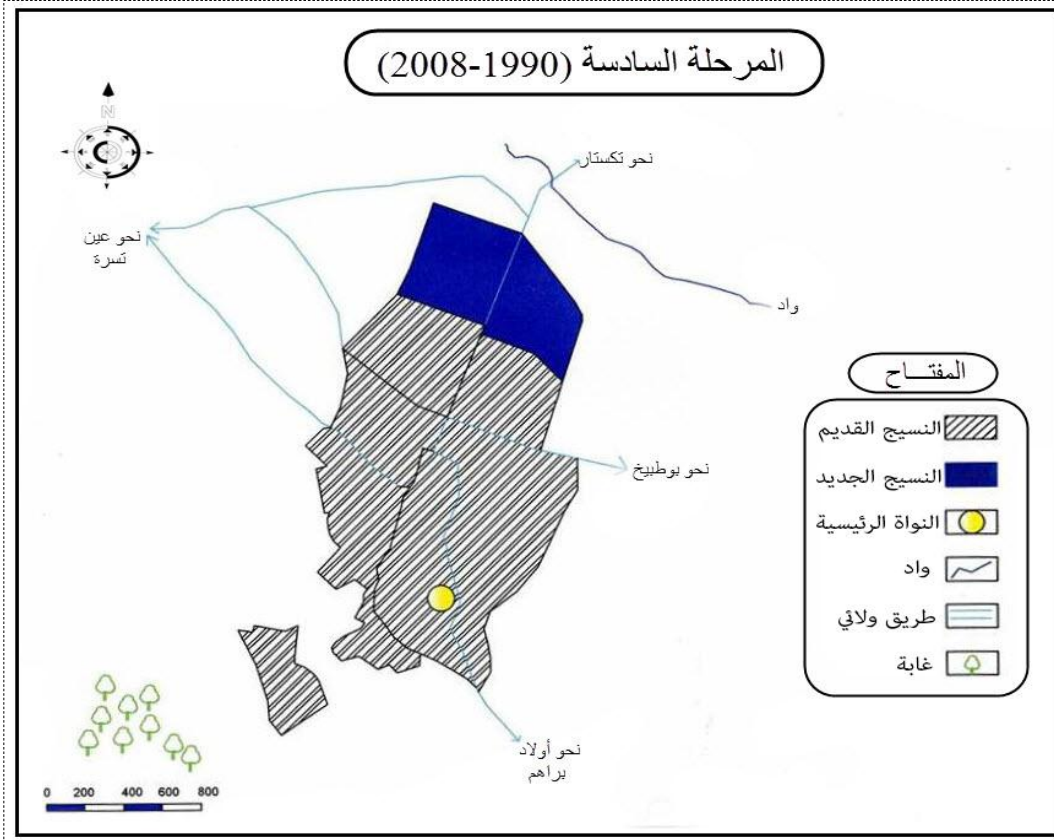 المرحلة السادسة (1990-2008)
N
نحو تكستار
نحو عين
تسرة
واد
المفتـــاح
النسيج القديم
النسيج الجديد
نحو بوطبيخ
النواة الرئيسية
واد
طريق ولائي
غابة
نحو أولاد
براهم
0 200 400 600 800